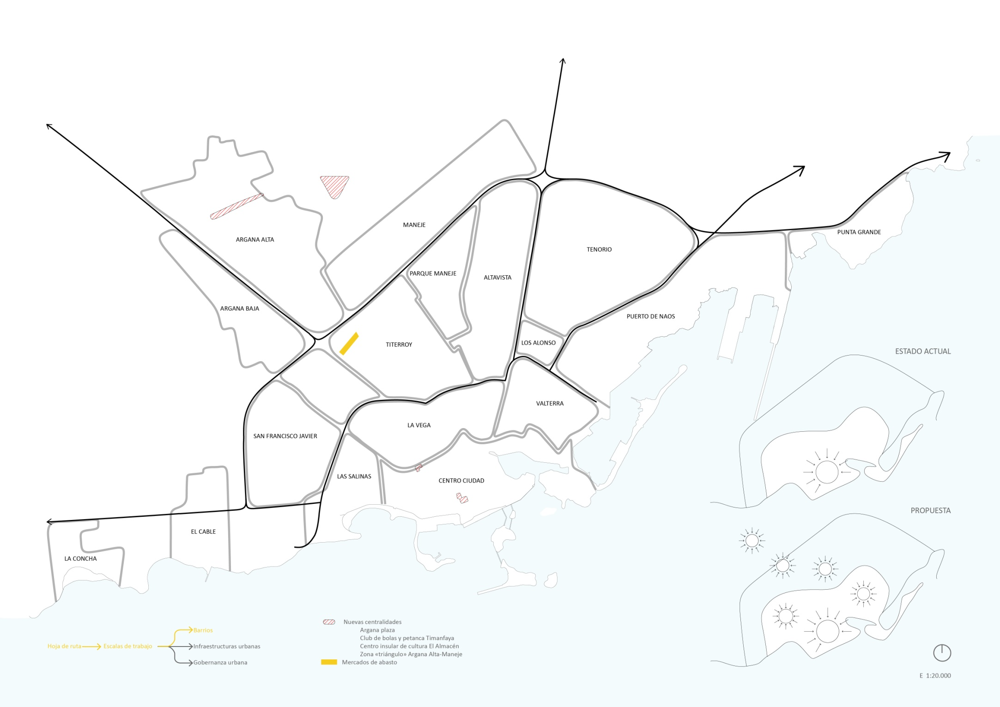 MANEJE
PUNTA GRANDE
ARGANA ALTA
TENORIO
PARQUE MANEJE
ALTAVISTA
ARGANA BAJA
PUERTO DE NAOS
LOS ALONSO
TITERROY
ESTADO ACTUAL
VALTERRA
LA VEGA
SAN FRANCISCO JAVIER
LAS SALINAS
CENTRO CIUDAD
PROPUESTA
EL CABLE
LA CONCHA
Hoja de ruta
Escalas de trabajo
Barrios
Infraestructuras urbanas
Gobernanza urbana
Nuevas centralidades
Argana plaza
Club de bolas y petanca Timanfaya
Centro insular de cultura El Almacén
Zona «triángulo» Argana Alta-Maneje
Mercados de abasto
E 1:20.000